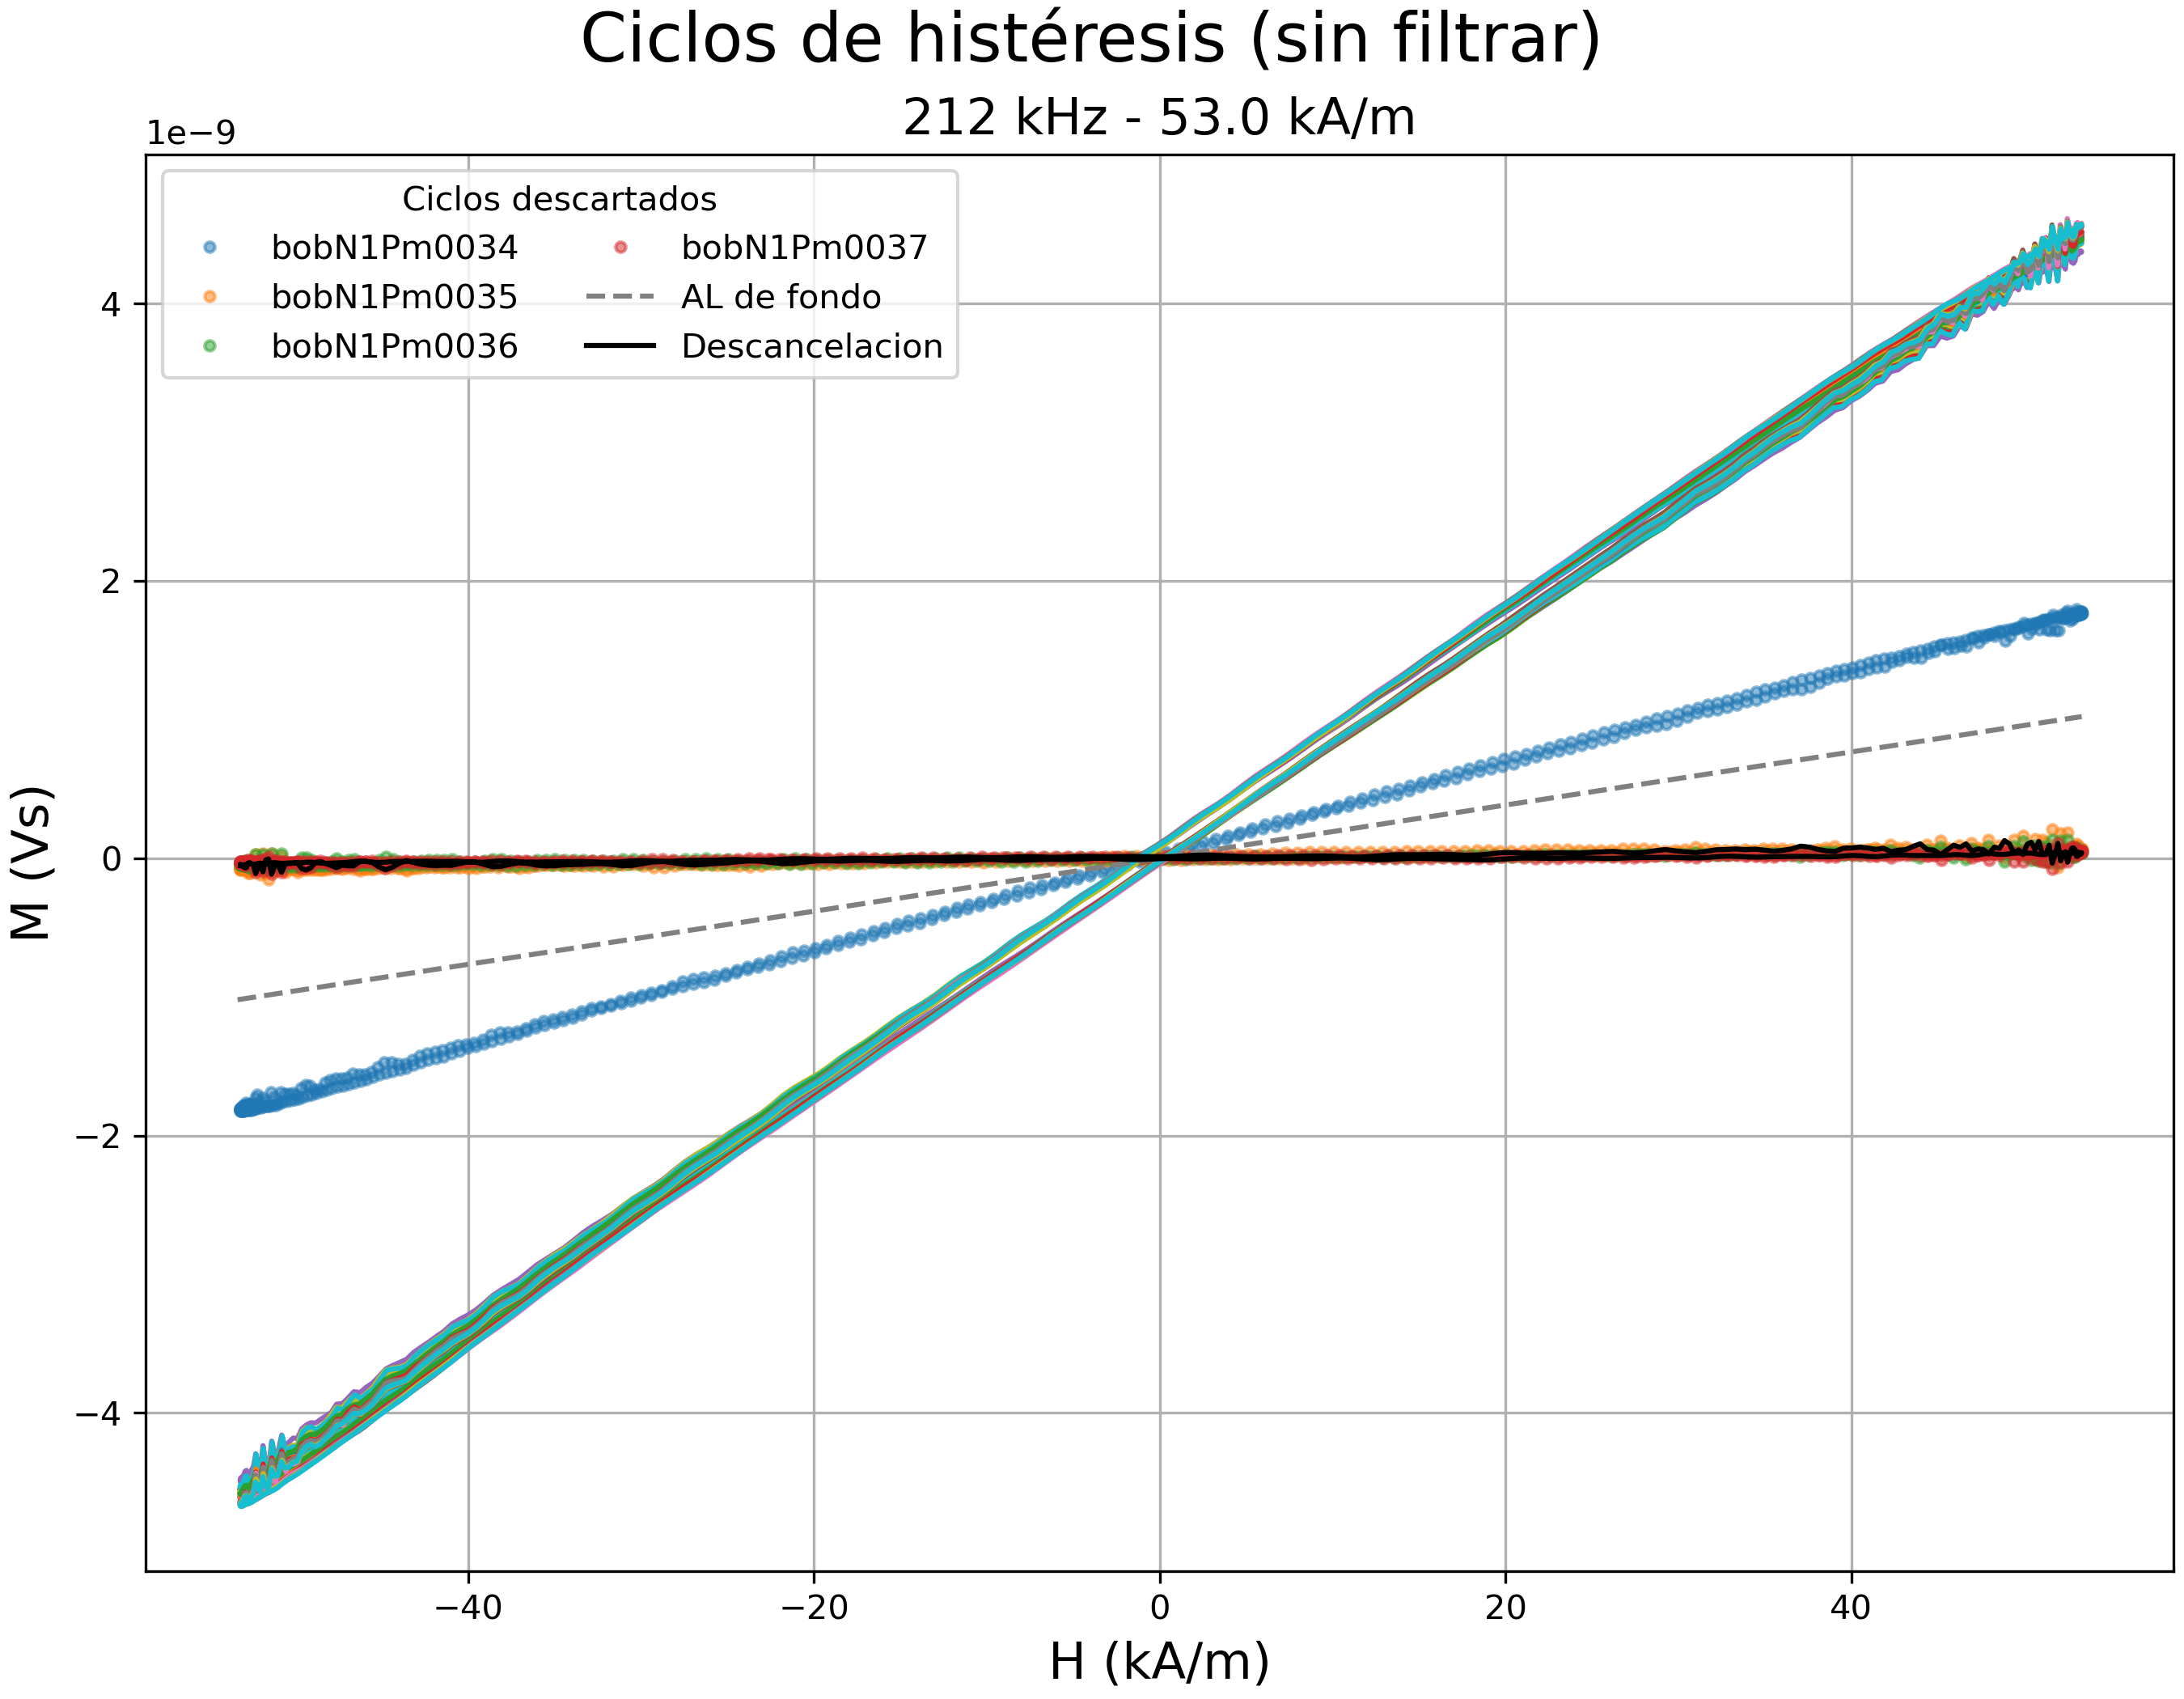 Ciclos de histéresis (sin filtrar)
212 kHz - 53.0 kA/m
1e−9
Ciclos descartados
bobN1Pm0034
bobN1Pm0035
bobN1Pm0036
bobN1Pm0037
AL de fondo
Descancelacion
M (Vs)
4
2
0
−2
−4
−40
−20
0
20
40
H (kA/m)